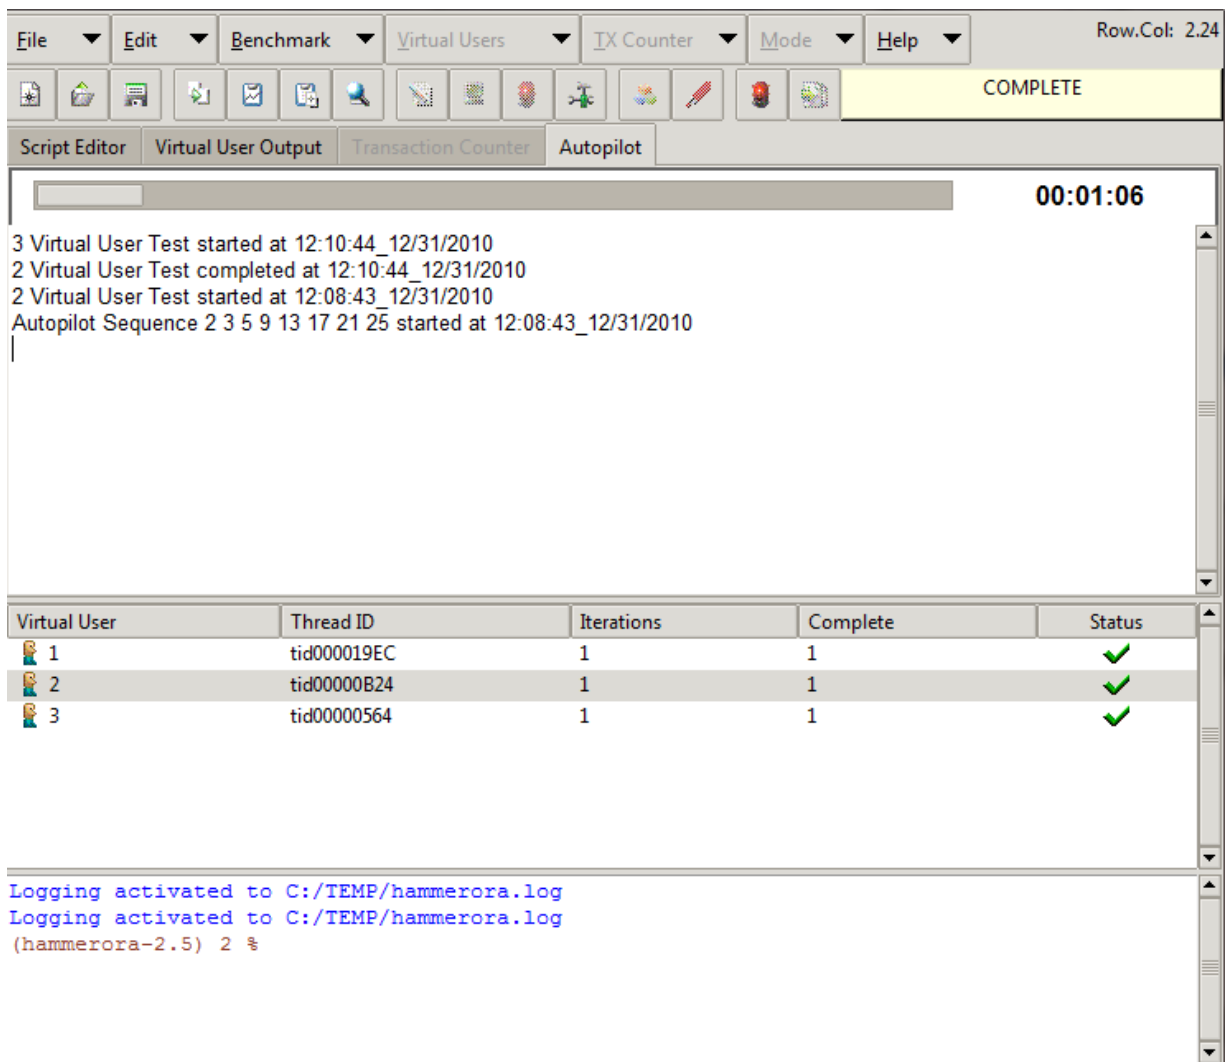 File Edit Benchmark Virtual Users TX Counter Mode Help Row.Col: 2.24
COMPLETE
Script Editor Virtual User Output Transaction Counter Autopilot
00:01:06
3 Virtual User Test started at 12:10:44_12/31/2010
2 Virtual User Test completed at 12:10:44_12/31/2010
2 Virtual User Test started at 12:08:43_12/31/2010
Autopilot Sequence 2 3 5 9 13 17 21 25 started at 12:08:43_12/31/2010
Virtual User Thread ID Iterations Complete Status
1 tid000019EC 1 1
2 tid00000B24 1 1
3 tid00000564 1 1
Logging activated to C:/TEMP/hammerora.log
Logging activated to C:/TEMP/hammerora.log
(hammerora-2.5) 2 %